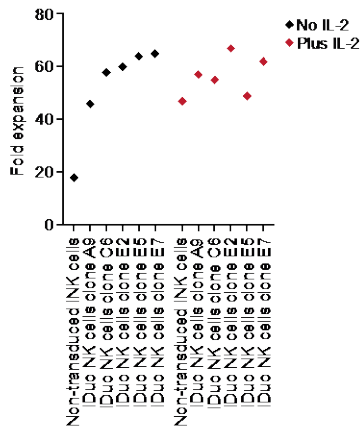 No IL-2
Plus IL-2
Fold expansion
80
60
40
20
0
Non-transduced iNK cells
iDuo NK cells clone A9
iDuo NK cells clone C6
iDuo NK cells clone E2
iDuo NK cells clone E5
iDuo NK cells clone E7
Non-transduced iNK cells
iDuo NK cells clone A9
iDuo NK cells clone C6
iDuo NK cells clone E2
iDuo NK cells clone E5
iDuo NK cells clone E7